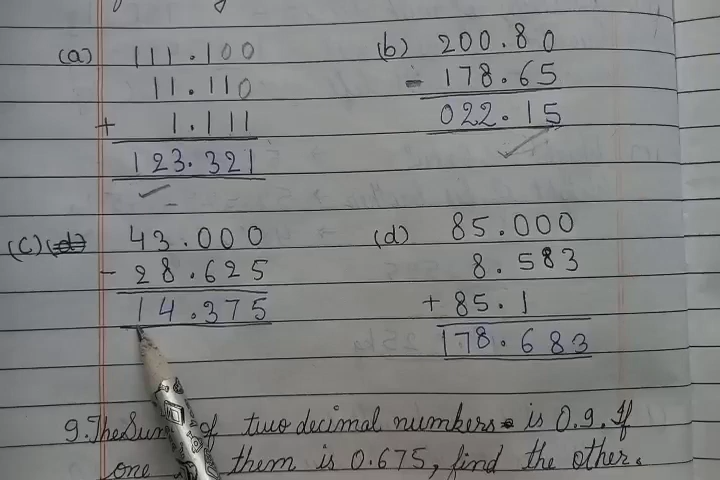 (a) 111.100
11.110
+ 1.111
123.321
(b) 200.80
- 178.65
022.15
(c) 43.000
- 28.625
14.375
(d) 85.000
8.583
+ 85.1
178.683
9. The Sum of two decimal numbers is 0.9. If
one them is 0.675, find the other.